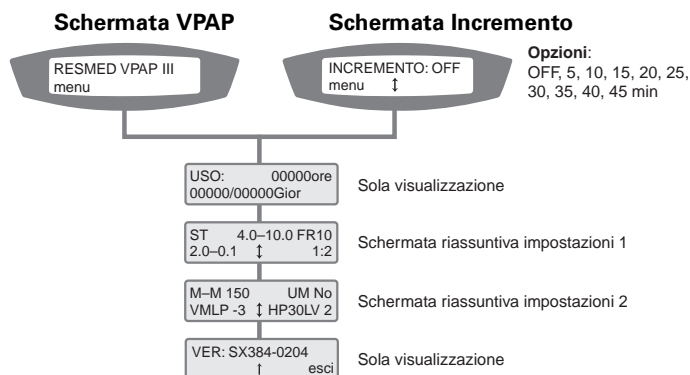 Schermata VPAP
Schermata Incremento
RESMED VPAP III
menu
INCREMENTO: OFF
menu ↕
Opzioni:
OFF, 5, 10, 15, 20, 25,
30, 35, 40, 45 min
USO: 00000ore
00000/00000Gior
Sola visualizzazione
ST 4.0–10.0 FR10
2.0–0.1 ↕ 1:2
Schermata riassuntiva impostazioni 1
M–M 150 UM No
VMLP -3 ↕ HP30LV 2
Schermata riassuntiva impostazioni 2
VER: SX384-0204
↑ esci
Sola visualizzazione